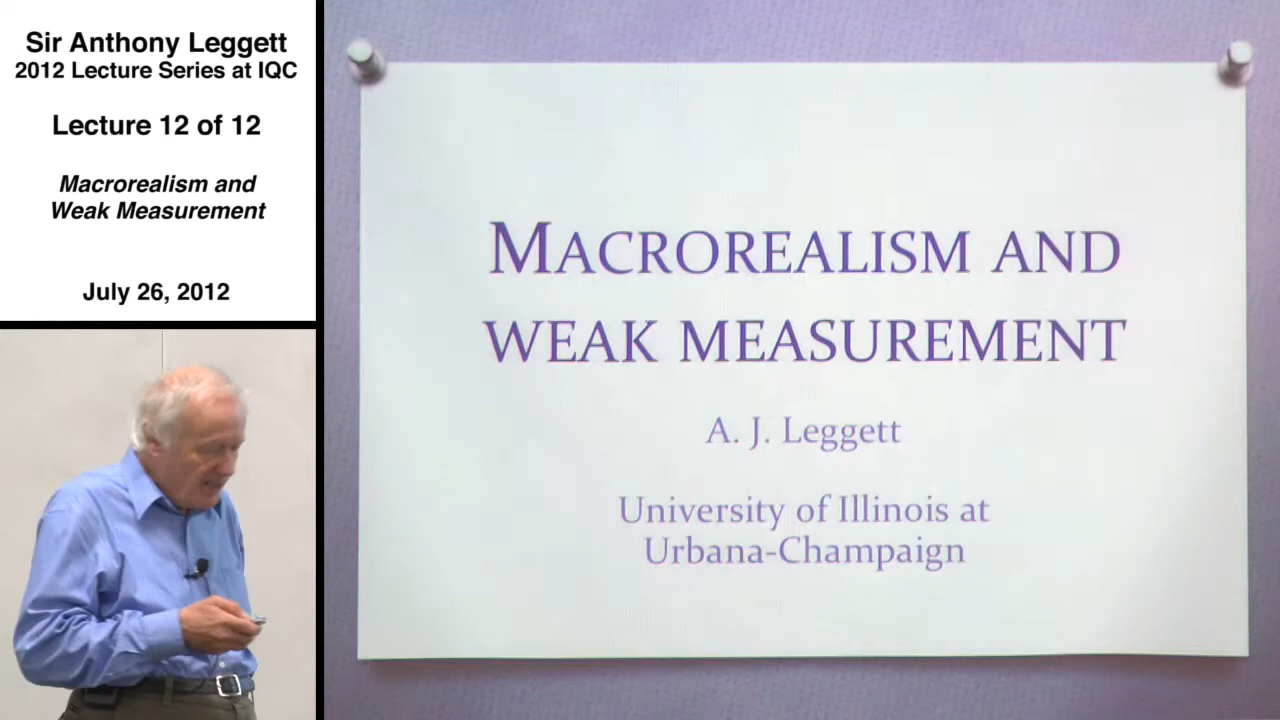 Sir Anthony Leggett
2012 Lecture Series at IQC
Lecture 12 of 12
Macrorealism and
Weak Measurement
July 26, 2012
MACROREALISM AND
WEAK MEASUREMENT
A. J. Leggett
University of Illinois at
Urbana-Champaign